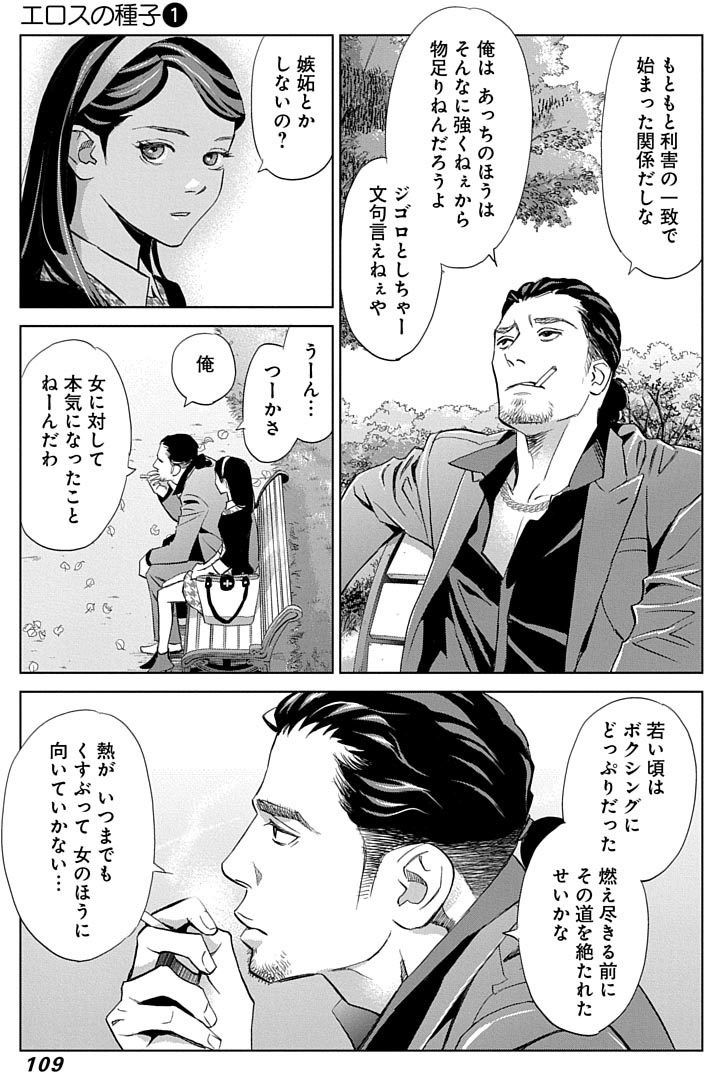 エロスの種子❶
もともと利害の一致で
始まった関係だしな
俺は あっちのほうは
そんなに強くねぇから
物足りねんだろうよ
ジゴロとしちゃー
文句言えねぇや
嫉妬とか
しないの?
うーん…
つーかさ
俺
女に対して
本気になったこと
ねーんだわ
若い頃は
ボクシングに
どっぷりだった
燃え尽きる前に
その道を絶たれた
せいかな
熱が いつまでも
くすぶって 女のほうに
向いていかない…
109